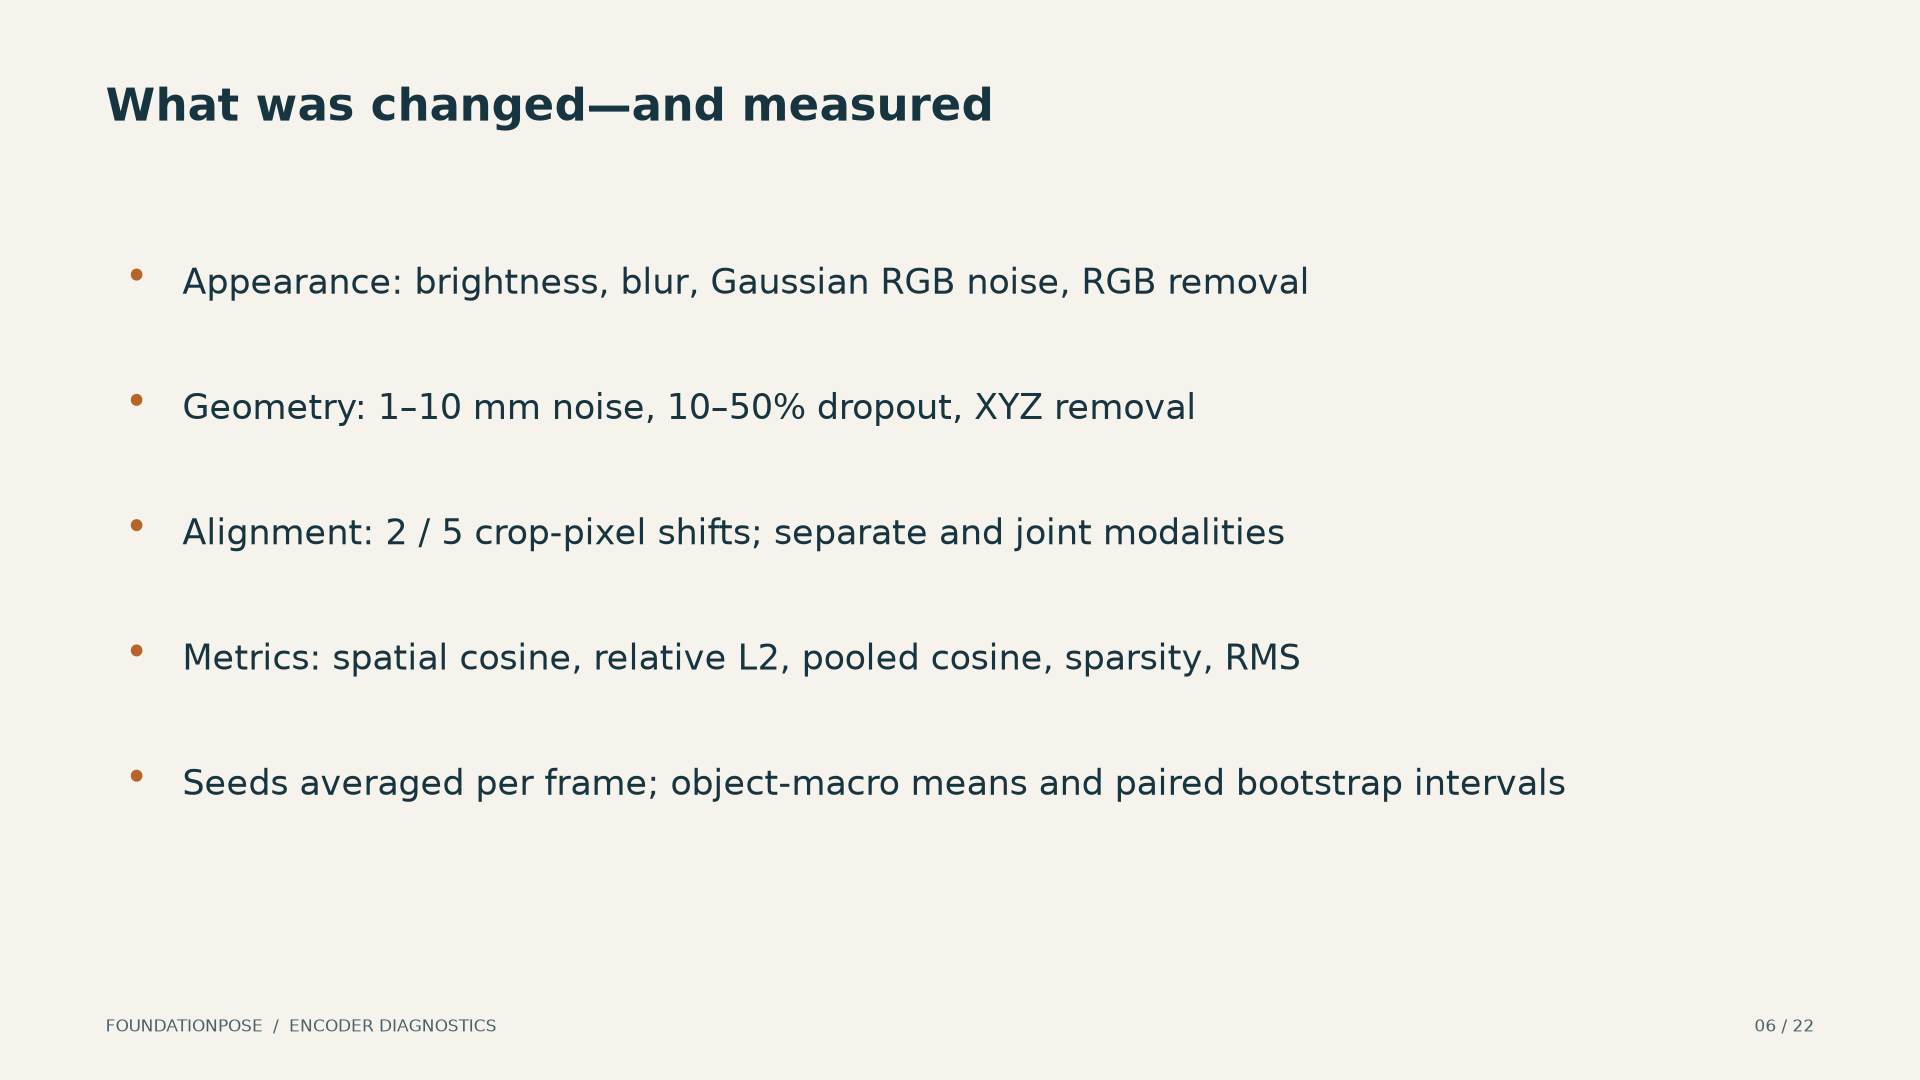 What was changed—and measured
• Appearance: brightness, blur, Gaussian RGB noise, RGB removal
• Geometry: 1–10 mm noise, 10–50% dropout, XYZ removal
• Alignment: 2 / 5 crop-pixel shifts; separate and joint modalities
• Metrics: spatial cosine, relative L2, pooled cosine, sparsity, RMS
• Seeds averaged per frame; object-macro means and paired bootstrap intervals
FOUNDATIONPOSE / ENCODER DIAGNOSTICS
06 / 22